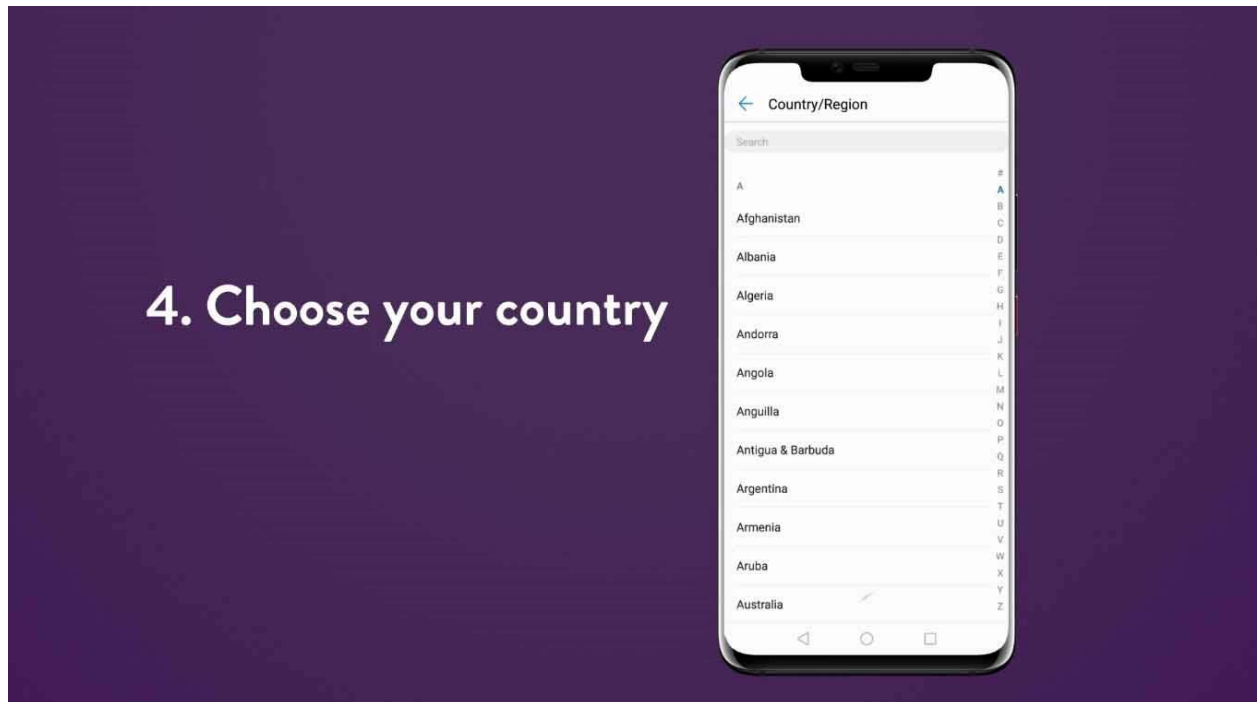 4. Choose your country
Country/Region
Search
A
Afghanistan
Albania
Algeria
Andorra
Angola
Anguilla
Antigua & Barbuda
Argentina
Armenia
Aruba
Australia
#
A
B
C
D
E
F
G
H
I
J
K
L
M
N
O
P
Q
R
S
T
U
V
W
X
Y
Z